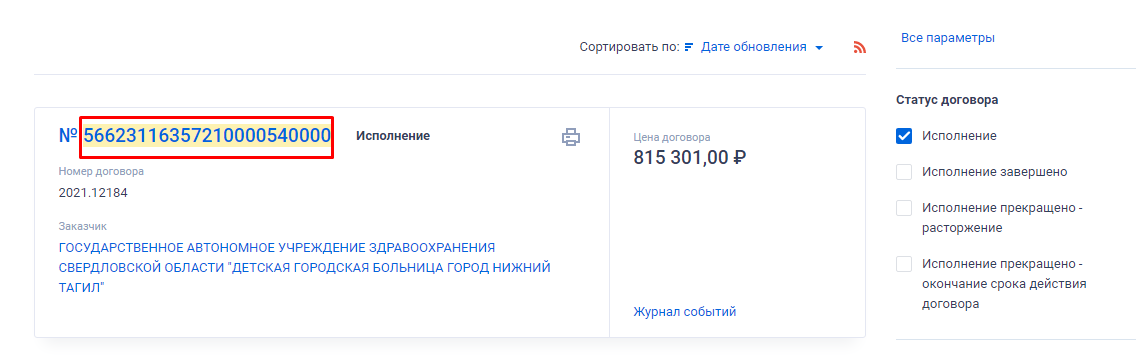 Сортировать по: Дате обновления
Все параметры
Статус договора
№ 56623116357210000540000
Исполнение
Цена договора
815 301,00 ₽
Номер договора
2021.12184
Заказчик
ГОСУДАРСТВЕННОЕ АВТОНОМНОЕ УЧРЕЖДЕНИЕ ЗДРАВООХРАНЕНИЯ
СВЕРДЛОВСКОЙ ОБЛАСТИ "ДЕТСКАЯ ГОРОДСКАЯ БОЛЬНИЦА ГОРОД НИЖНИЙ
ТАГИЛ"
Журнал событий
Исполнение
Исполнение завершено
Исполнение прекращено -
расторжение
Исполнение прекращено -
окончание срока действия
договора